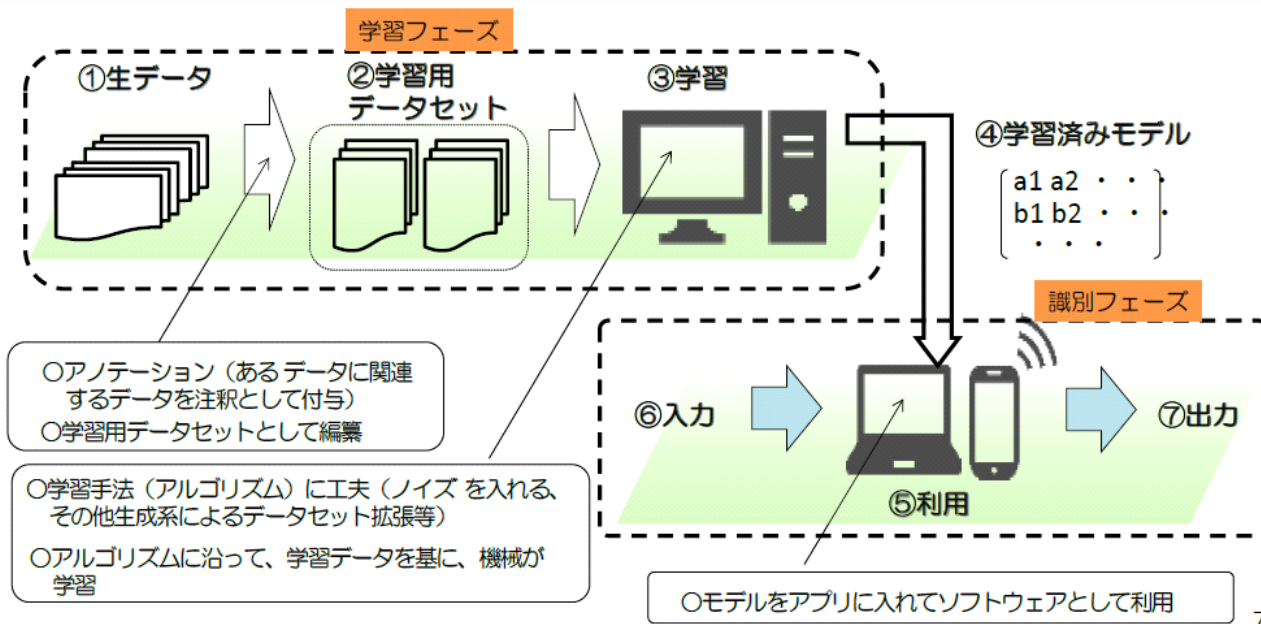 学習フェーズ
①生データ
②学習用
データセット
③学習
④学習済みモデル
a1 a2 ・ ・ ・
b1 b2 ・ ・ ・
・ ・ ・
識別フェーズ
○アノテーション（あるデータに関連
するデータを注釈として付与）
○学習用データセットとして編纂
⑥入力
⑦出力
⑤利用
○学習手法（アルゴリズム）に工夫（ノイズを入れる、
その他生成系によるデータセット拡張等）
○アルゴリズムに沿って、学習データを基に、機械が
学習
○モデルをアプリに入れてソフトウェアとして利用